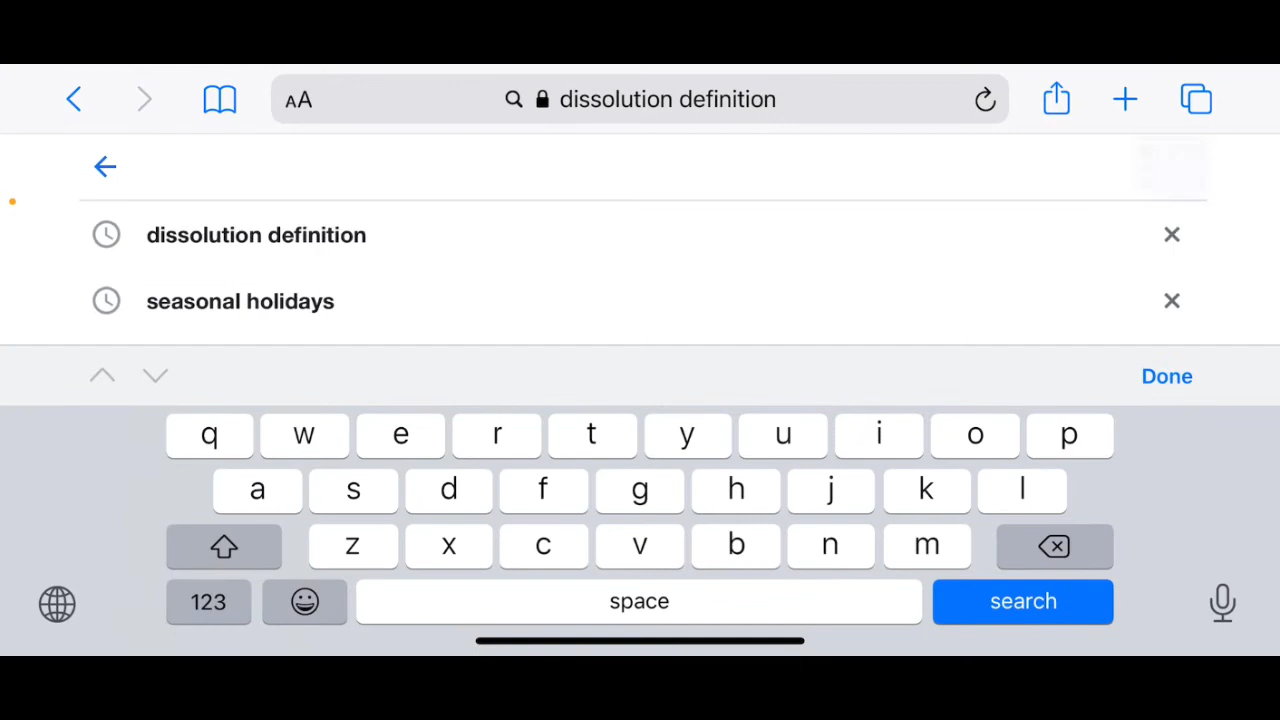 AA dissolution definition
dissolution definition
seasonal holidays
Done
q w e r t y u i o p
a s d f g h j k l
z x c v b n m
123 space search